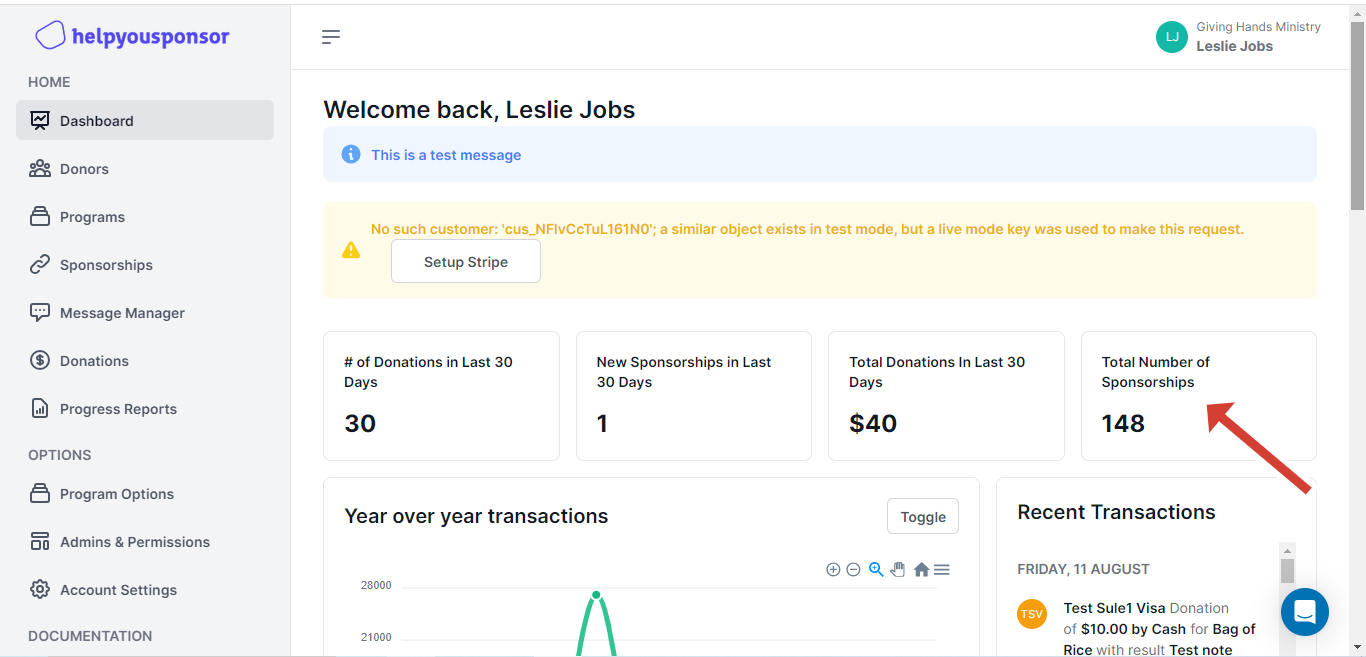 helpyousponsor
HOME
Dashboard
Donors
Programs
Sponsorships
Message Manager
Donations
Progress Reports
OPTIONS
Program Options
Admins & Permissions
Account Settings
DOCUMENTATION
LJ
Giving Hands Ministry
Leslie Jobs
Welcome back, Leslie Jobs
This is a test message
No such customer: 'cus_NFlvCcTuL161N0'; a similar object exists in test mode, but a live mode key was used to make this request.
Setup Stripe
# of Donations in Last 30
Days
30
New Sponsorships in Last
30 Days
1
Total Donations In Last 30
Days
$40
Total Number of
Sponsorships
148
Year over year transactions
Toggle
28000
21000
Recent Transactions
FRIDAY, 11 AUGUST
TSV
Test Sule1 Visa Donation
of $10.00 by Cash for Bag of
Rice with result Test note